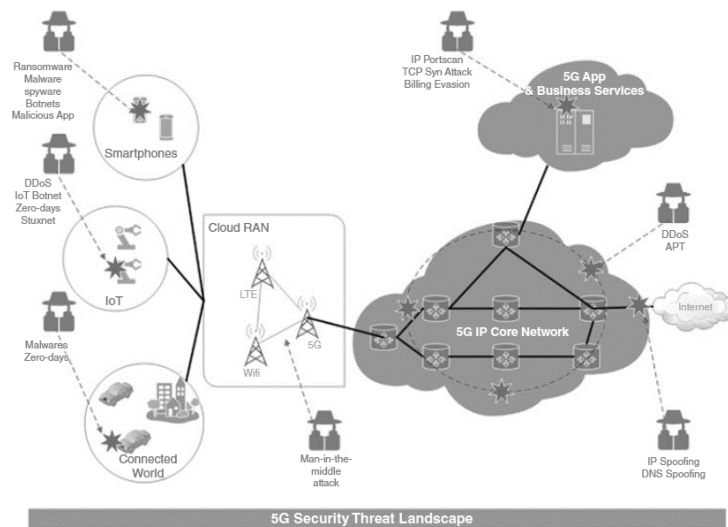 Ransomware
Malware
spyware
Botnets
Malicious App
Smartphones
DDoS
IoT Botnet
Zero-days
Stuxnet
IoT
Malwares
Zero-days
Connected
World
Cloud RAN
LTE
Wifi
5G
Man-in-the-
middle
attack
IP Portscan
TCP Syn Attack
Billing Evasion
5G App
& Business Services
DDoS
APT
5G IP Core Network
Internet
IP Spoofing
DNS Spoofing
5G Security Threat Landscape